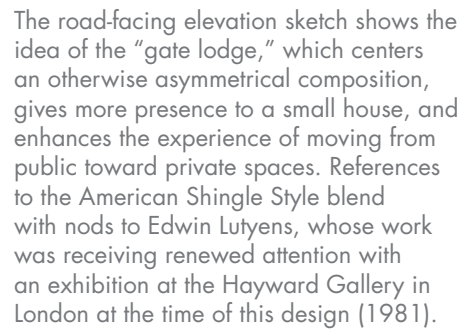 The road-facing elevation sketch shows the
idea of the “gate lodge,” which centers
an otherwise asymmetrical composition,
gives more presence to a small house, and
enhances the experience of moving from
public toward private spaces. References
to the American Shingle Style blend
with nods to Edwin Lutyens, whose work
was receiving renewed attention with
an exhibition at the Hayward Gallery in
London at the time of this design (1981).